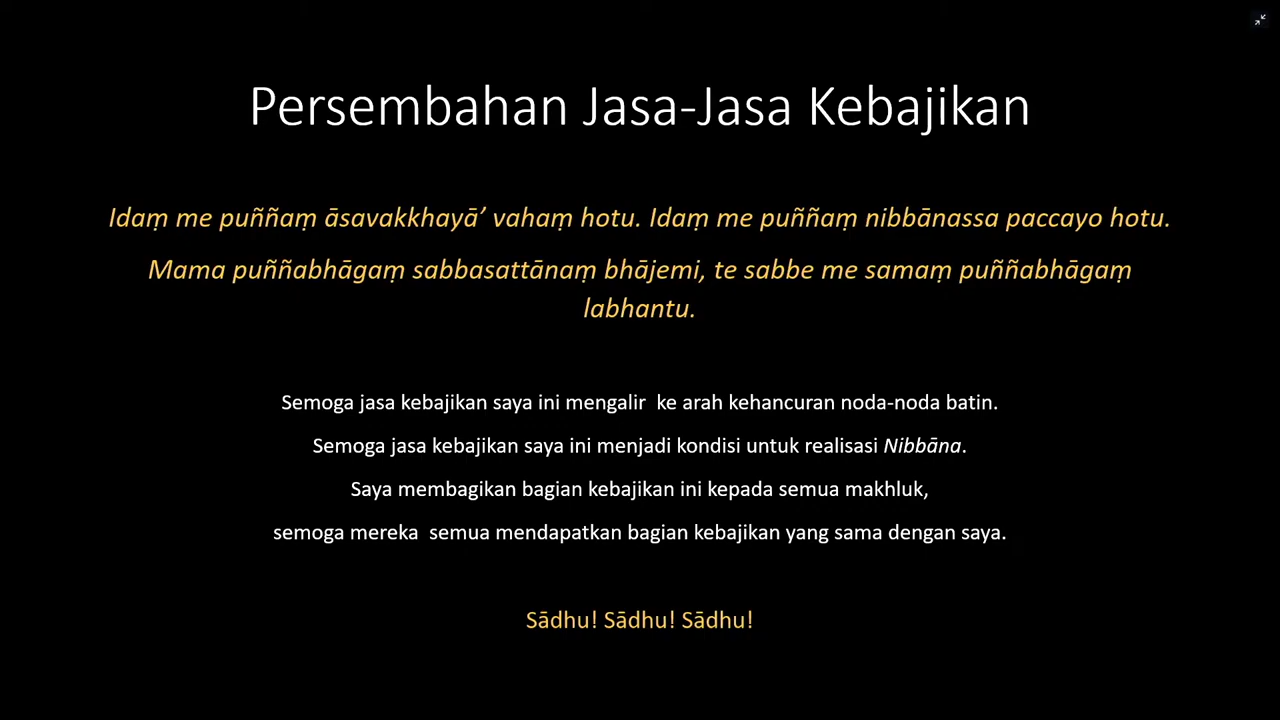 Persembahan Jasa-Jasa Kebajikan
Idaṃ me puññaṃ āsavakkhayā’ vahaṃ hotu. Idaṃ me puññaṃ nibbānassa paccayo hotu.
Mama puññabhāgaṃ sabbasattānaṃ bhājemi, te sabbe me samaṃ puññabhāgaṃ
labhantu.
Semoga jasa kebajikan saya ini mengalir  ke arah kehancuran noda-noda batin.
Semoga jasa kebajikan saya ini menjadi kondisi untuk realisasi Nibbāna.
Saya membagikan bagian kebajikan ini kepada semua makhluk,
semoga mereka  semua mendapatkan bagian kebajikan yang sama dengan saya.
Sādhu! Sādhu! Sādhu!